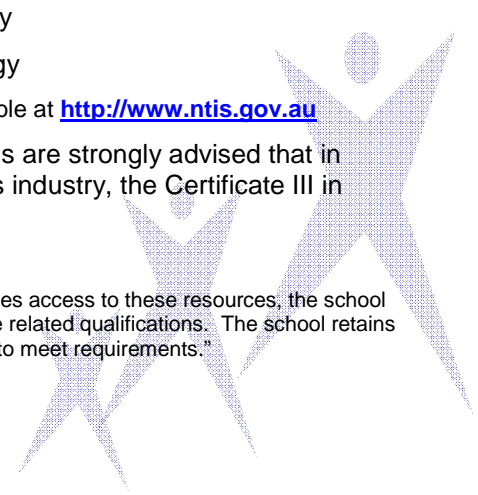 y
gy
ole at http://www.ntis.gov.au
s are strongly advised that in
s industry, the Certificate III in
es access to these resources, the school
e related qualifications.  The school retains
to meet requirements.”